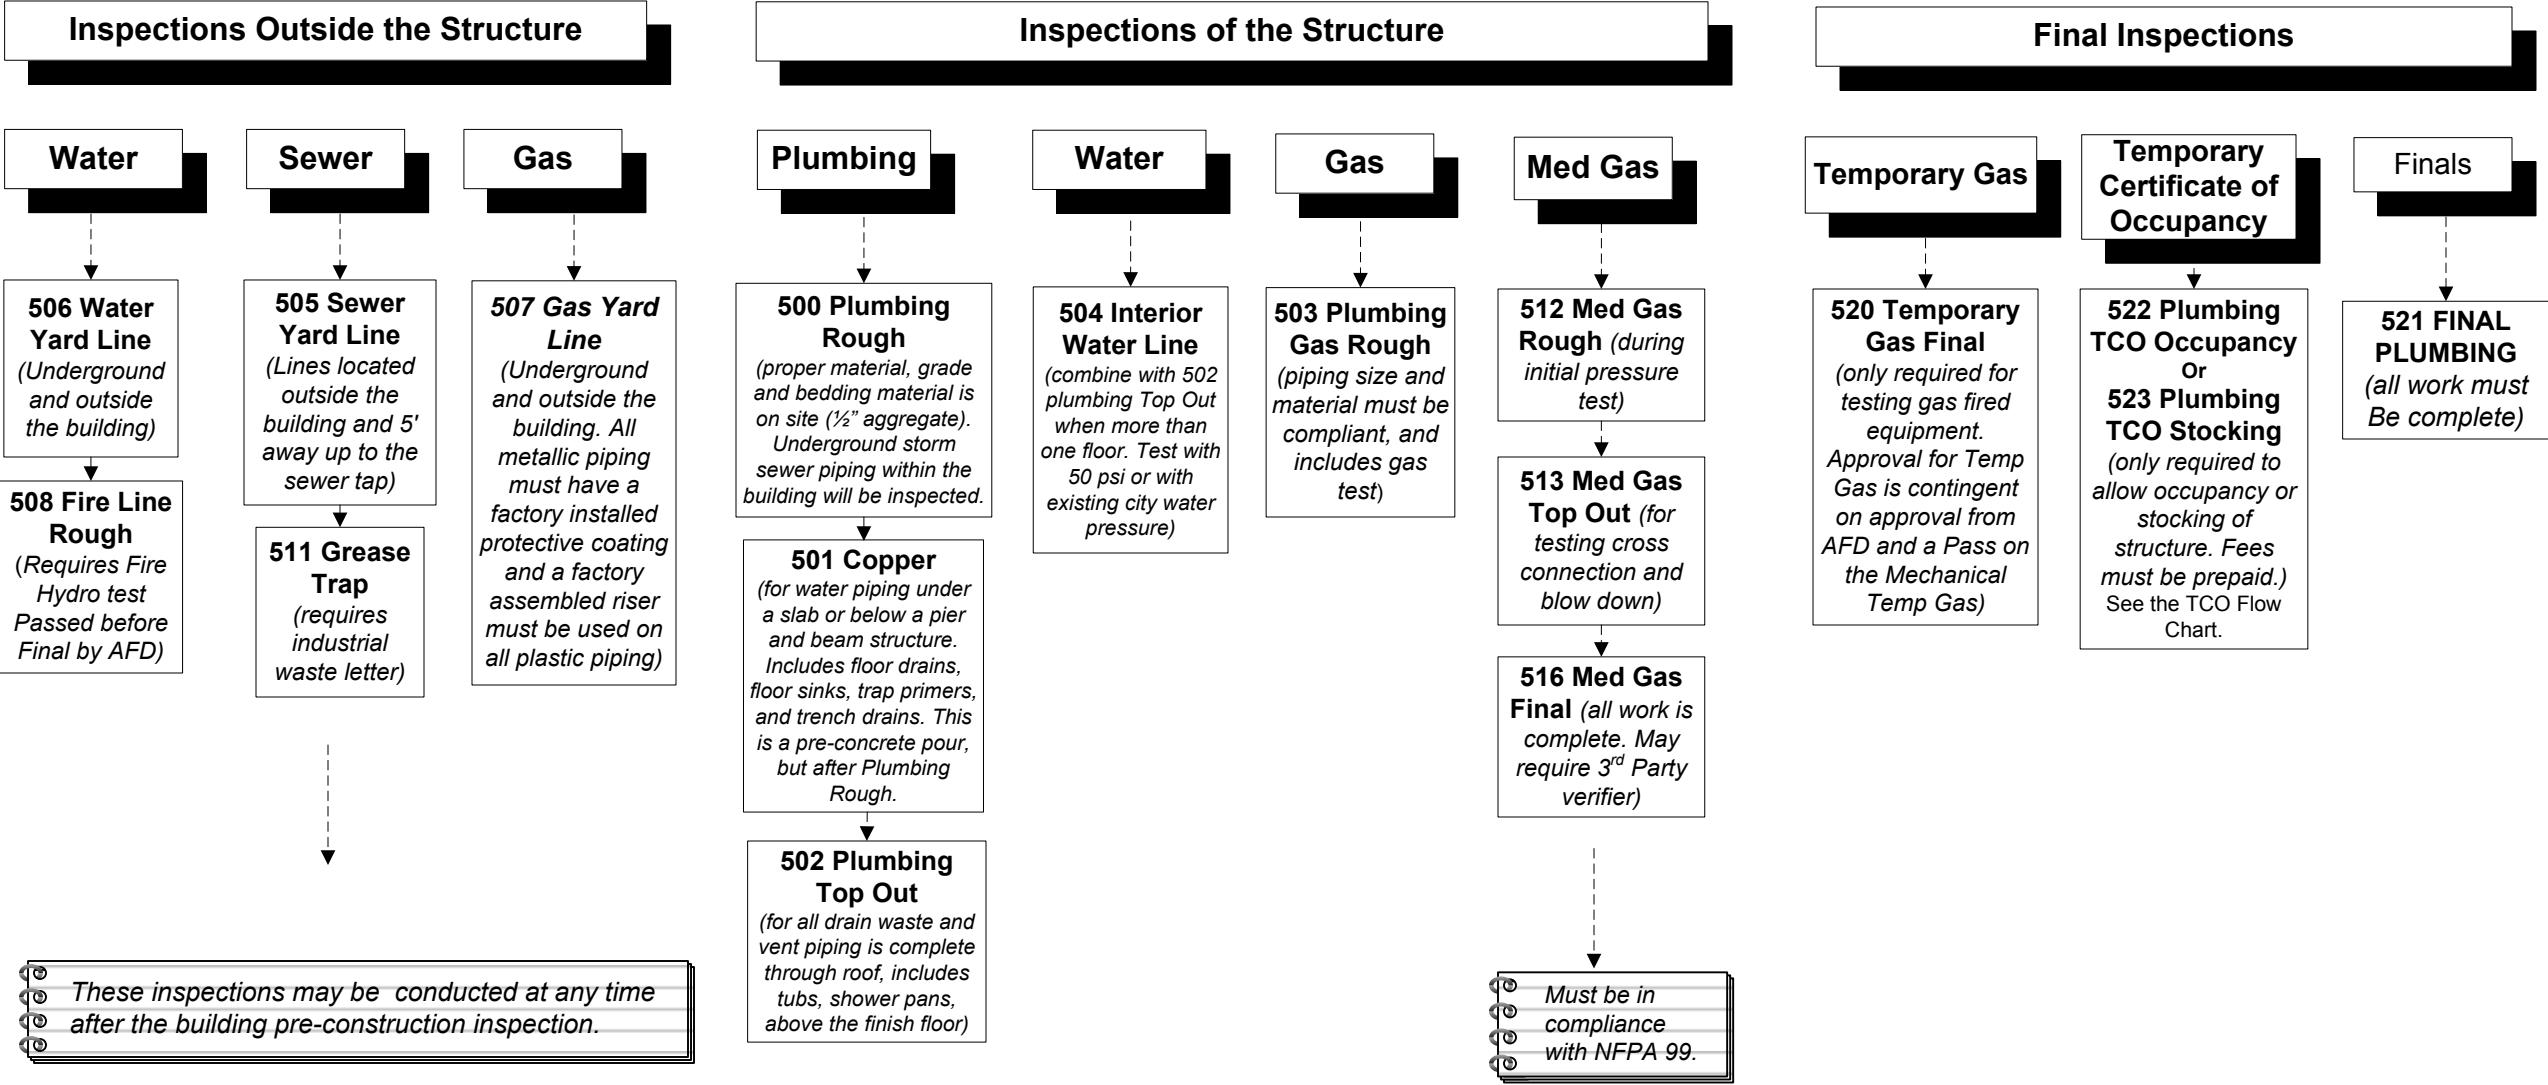 Inspections Outside the Structure
Inspections of the Structure
Final Inspections
Water
506 Water
Yard Line
(Underground
and outside
the building)
508 Fire Line
Rough
(Requires Fire
Hydro test
Passed before
Final by AFD)
Sewer
505 Sewer
Yard Line
(Lines located
outside the
building and 5'
away up to the
sewer tap)
511 Grease
Trap
(requires
industrial
waste letter)
Gas
507 Gas Yard
Line
(Underground
and outside the
building. All
metallic piping
must have a
factory installed
protective coating
and a factory
assembled riser
must be used on
all plastic piping)
These inspections may be  conducted at any time
after the building pre-construction inspection.
Plumbing
500 Plumbing
Rough
(proper material, grade
and bedding material is
on site (½” aggregate).
Underground storm
sewer piping within the
building will be inspected.
501 Copper
(for water piping under
a slab or below a pier
and beam structure.
Includes floor drains,
floor sinks, trap primers,
and trench drains. This
is a pre-concrete pour,
but after Plumbing
Rough.
502 Plumbing
Top Out
(for all drain waste and
vent piping is complete
through roof, includes
tubs, shower pans,
above the finish floor)
Water
504 Interior
Water Line
(combine with 502
plumbing Top Out
when more than
one floor. Test with
50 psi or with
existing city water
pressure)
Gas
503 Plumbing
Gas Rough
(piping size and
material must be
compliant, and
includes gas
test)
Med Gas
512 Med Gas
Rough (during
initial pressure
test)
513 Med Gas
Top Out (for
testing cross
connection and
blow down)
516 Med Gas
Final (all work is
complete. May
require 3rd Party
verifier)
Must be in
compliance
with NFPA 99.
Temporary Gas
520 Temporary
Gas Final
(only required for
testing gas fired
equipment.
Approval for Temp
Gas is contingent
on approval from
AFD and a Pass on
the Mechanical
Temp Gas)
Temporary
Certificate of
Occupancy
522 Plumbing
TCO Occupancy
Or
523 Plumbing
TCO Stocking
(only required to
allow occupancy or
stocking of
structure. Fees
must be prepaid.)
See the TCO Flow
Chart.
Finals
521 FINAL
PLUMBING
(all work must
Be complete)